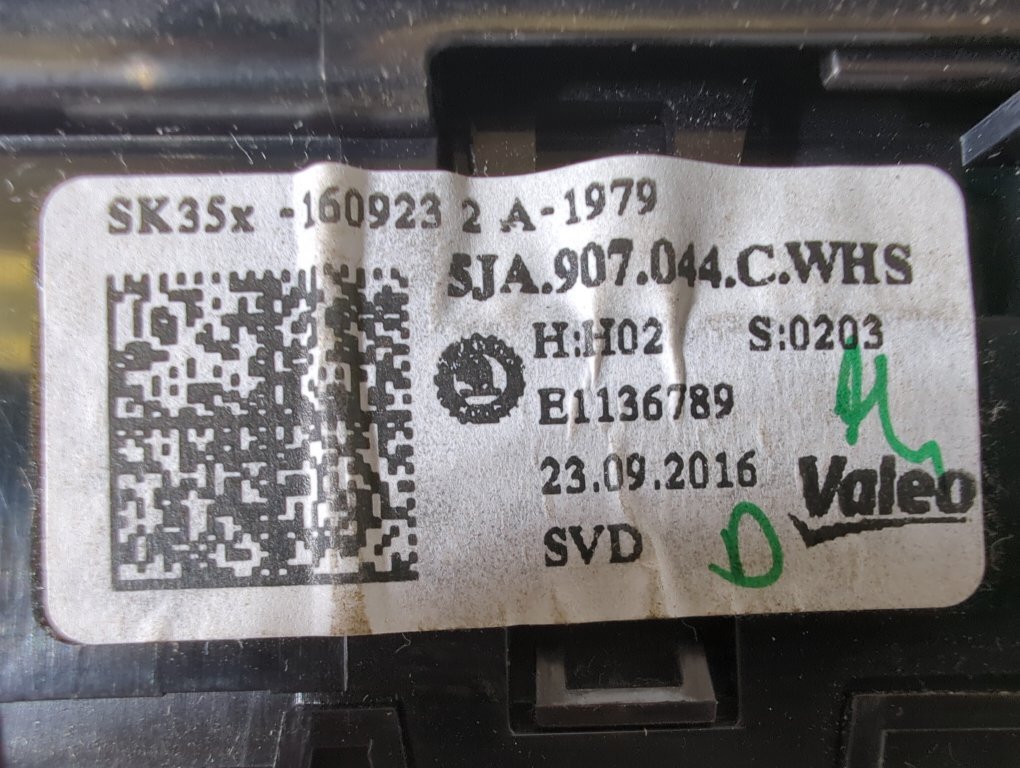 SK35x -160923 2 A-1979
5JA.907.044.C.WHS
H:H02 S:0203
E1136789
23.09.2016
Valeo
SVD
D